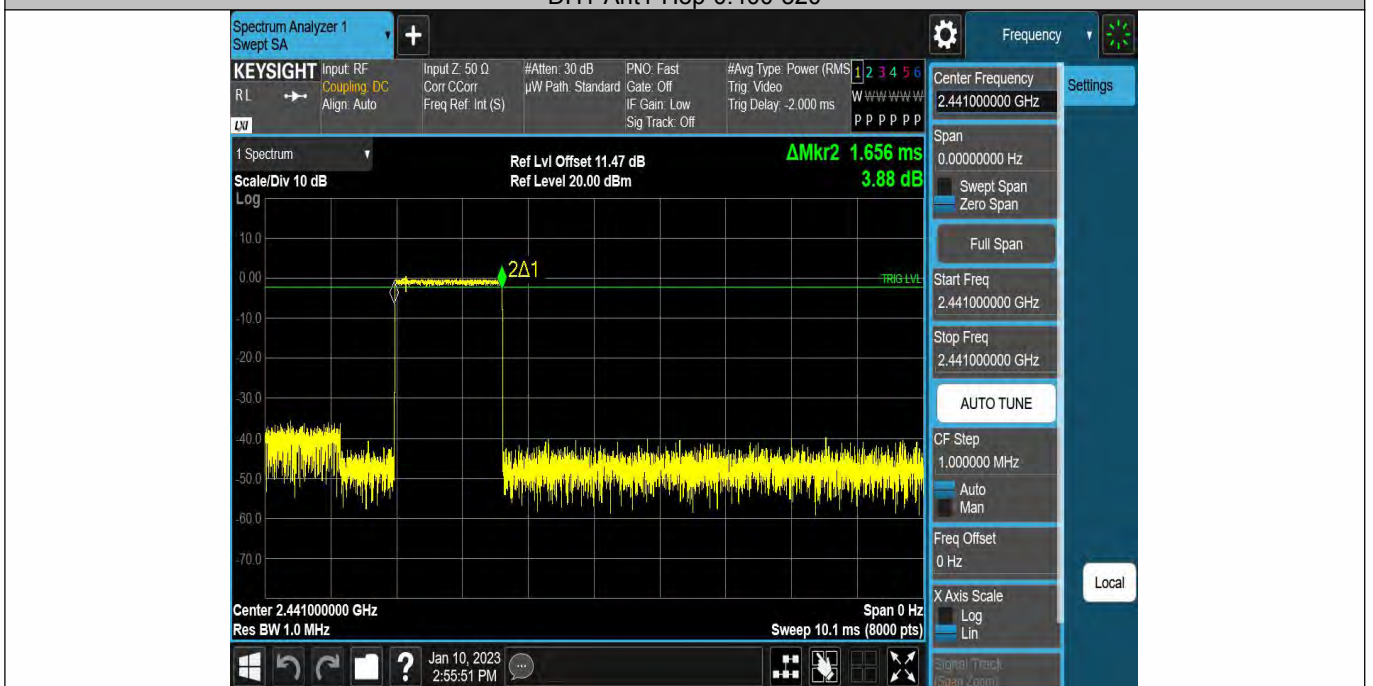 Spectrum Analyzer 1
Swept SA
+
Frequency
KEYSIGHT
RL
LXI
Input: RF
Coupling: DC
Align: Auto
Input Z: 50 Ω
Corr CCorr
Freq Ref: Int (S)
#Atten: 30 dB
µW Path: Standard
PNO: Fast
Gate: Off
IF Gain: Low
Sig Track: Off
#Avg Type: Power (RMS
Trig: Video
Trig Delay: -2.000 ms
1 2 3 4 5 6
W W W W W W
P P P P P P
Center Frequency
2.441000000 GHz
Settings
1 Spectrum
Scale/Div 10 dB
Log
Ref Lvl Offset 11.47 dB
Ref Level 20.00 dBm
ΔMkr2 1.656 ms
3.88 dB
Span
0.00000000 Hz
Swept Span
Zero Span
Full Span
10.0
0.00
-10.0
-20.0
-30.0
-40.0
-50.0
-60.0
-70.0
2Δ1
TRIG LVL
Start Freq
2.441000000 GHz
Stop Freq
2.441000000 GHz
AUTO TUNE
CF Step
1.000000 MHz
Auto
Man
Freq Offset
0 Hz
X Axis Scale
Log
Lin
Local
Signal Track
(Span Zoom)
Center 2.441000000 GHz
Res BW 1.0 MHz
Span 0 Hz
Sweep 10.1 ms (8000 pts)
?
Jan 10, 2023
2:55:51 PM